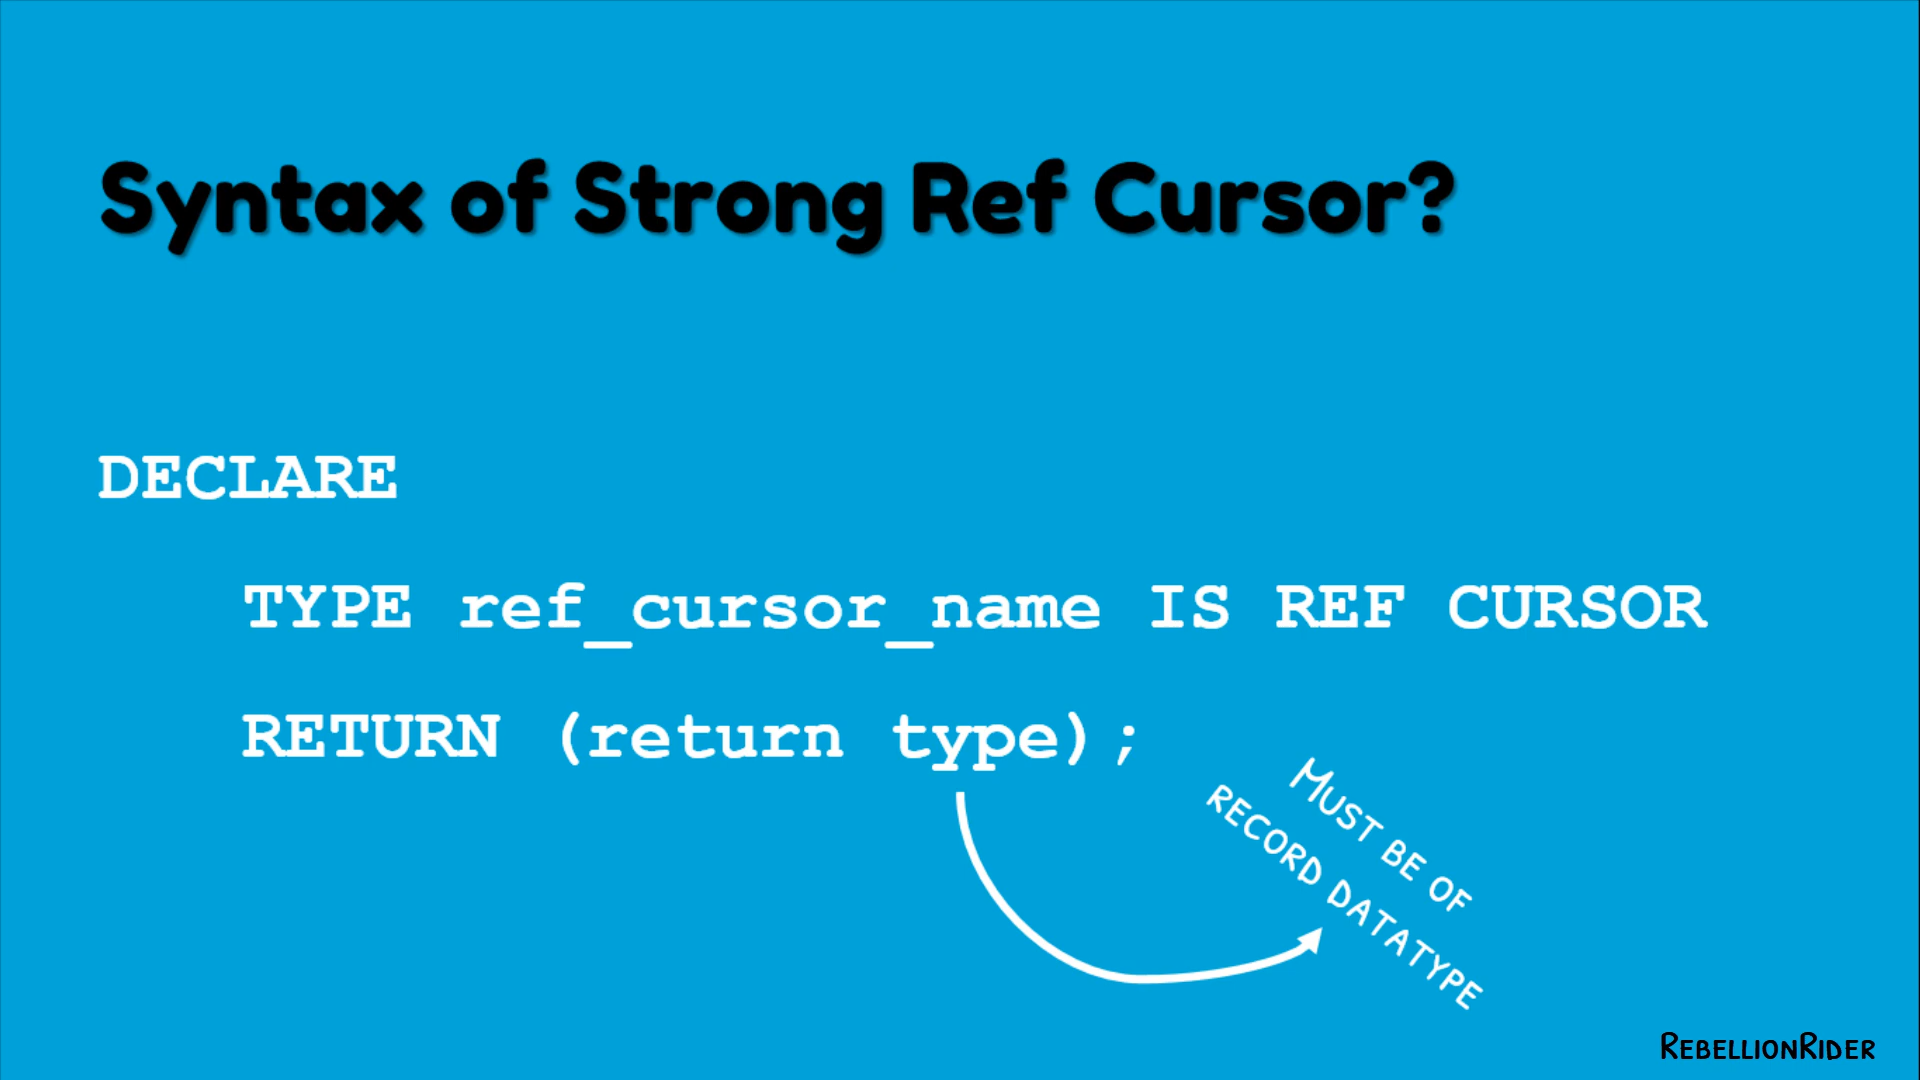 Syntax of Strong Ref Cursor?
DECLARE
TYPE ref_cursor_name IS REF CURSOR
RETURN (return type);
MUST BE OF
RECORD DATATYPE
REBELLIONRIDER